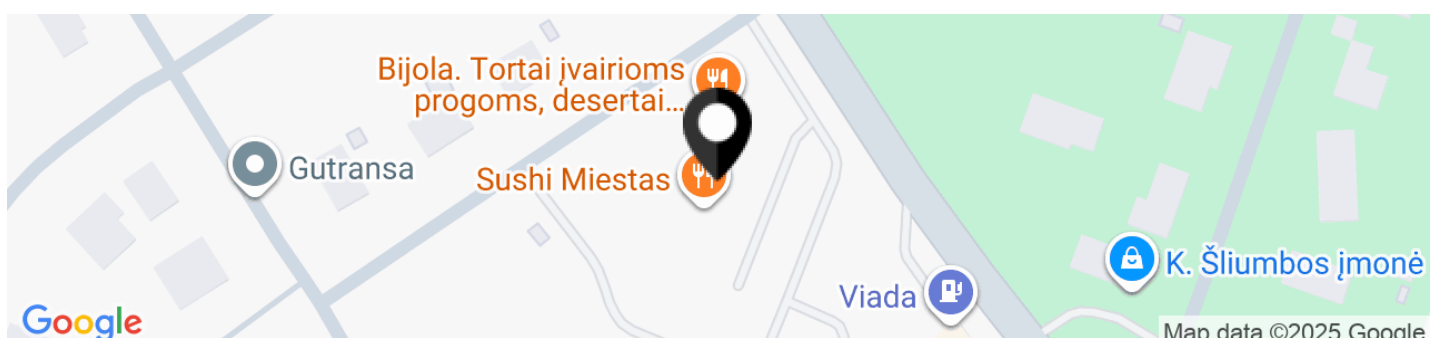 Bijola. Tortai įvairioms
progoms, desertai...
Gutransa
Sushi Miestas
K. Šliumbos įmonė
Viada
Google
Map data ©2025 Google